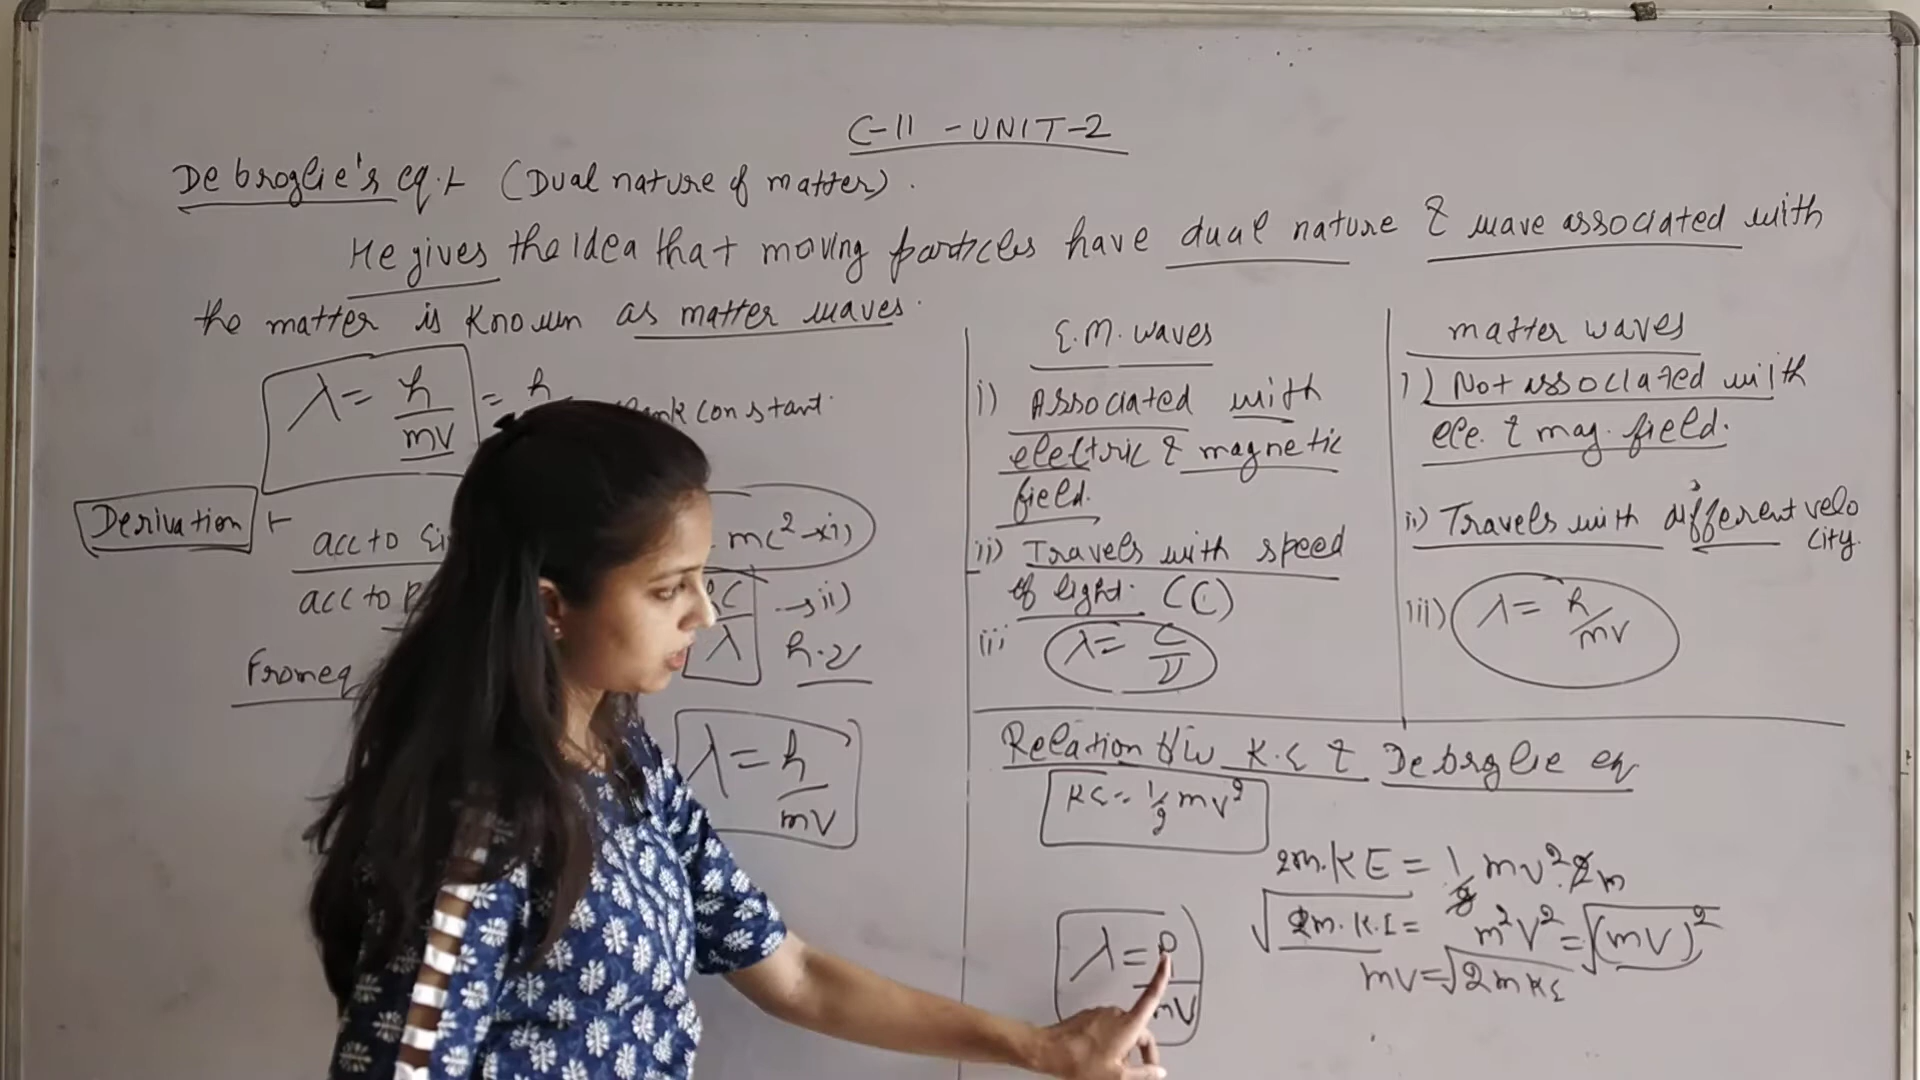 C-11 - UNIT-2
De broglie's eq.⊢ (Dual nature of matter).
He gives the idea that moving particles have dual nature & wave associated with
the matter is known as matter waves.
λ = h/mv = h
constant.
Derivation ⊢
acc to
mc² → i)
acc to
→ ii)
λ h.ν
From eq
λ = h/mv
E.M. waves
i) Associated with
electric & magnetic
field.
ii) Travels with speed
of light. (C)
iii) λ = C/ν
matter waves
i) Not associated with
ele. & mag. field.
ii) Travels with different velo
city.
iii) λ = h/mv
Relation b/w K.E & De broglie eq.
KE = 1/2 mv²
2m.KE = 1/2 mv².2m
√2m.K.E = m²v² = √(mv)²
mv = √2mKE
λ = h/mv